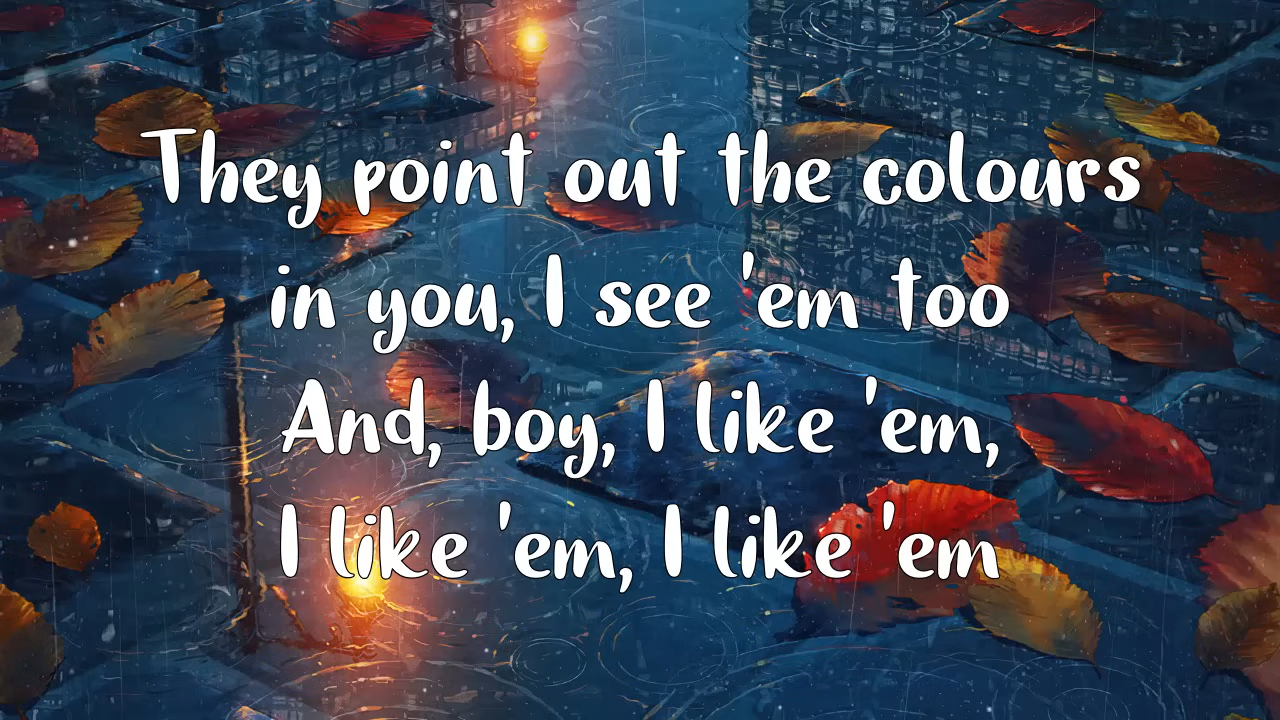 They point out the colours
in you, I see 'em too
And, boy, I like 'em,
I like 'em, I like 'em